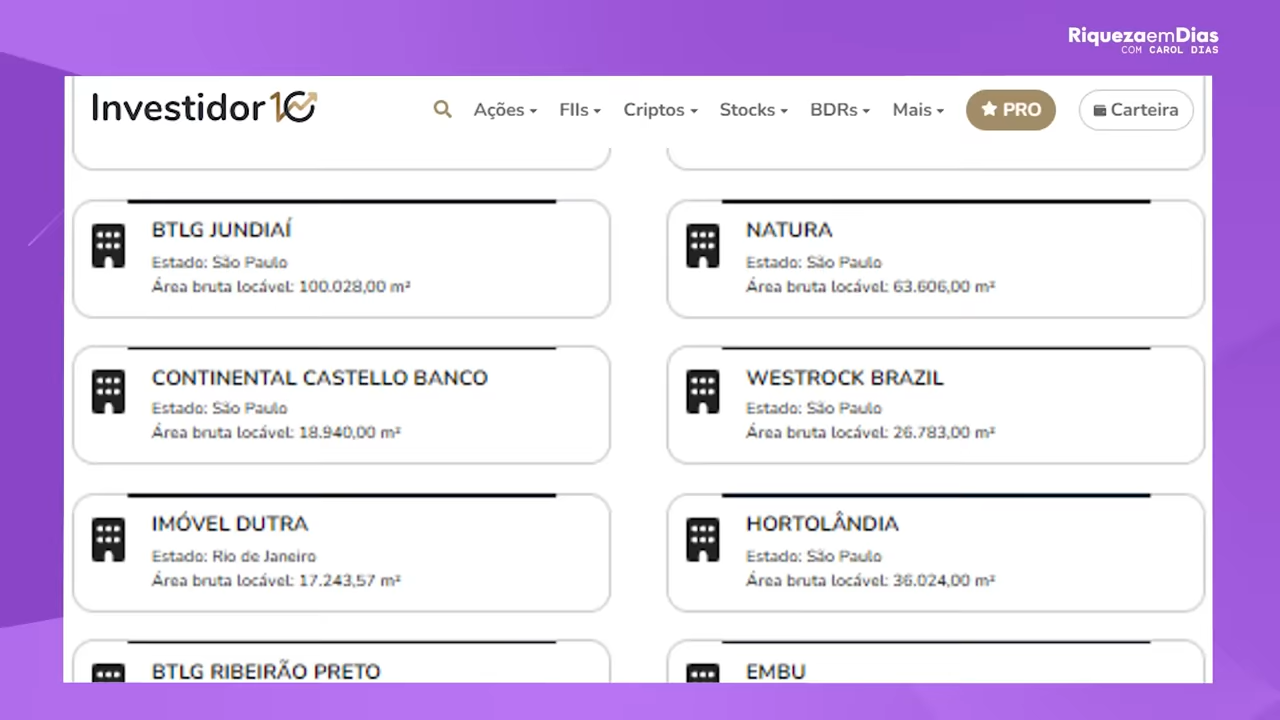 RiquezaemDias
COM CAROL DIAS
Investidor10
Ações
FIIs
Criptos
Stocks
BDRs
Mais
PRO
Carteira
BTLG JUNDIAÍ
Estado: São Paulo
Área bruta locável: 100.028,00 m²
NATURA
Estado: São Paulo
Área bruta locável: 63.606,00 m²
CONTINENTAL CASTELLO BANCO
Estado: São Paulo
Área bruta locável: 18.940,00 m²
WESTROCK BRAZIL
Estado: São Paulo
Área bruta locável: 26.783,00 m²
IMÓVEL DUTRA
Estado: Rio de Janeiro
Área bruta locável: 17.243,57 m²
HORTOLÂNDIA
Estado: São Paulo
Área bruta locável: 36.024,00 m²
BTLG RIBEIRÃO PRETO
EMBU